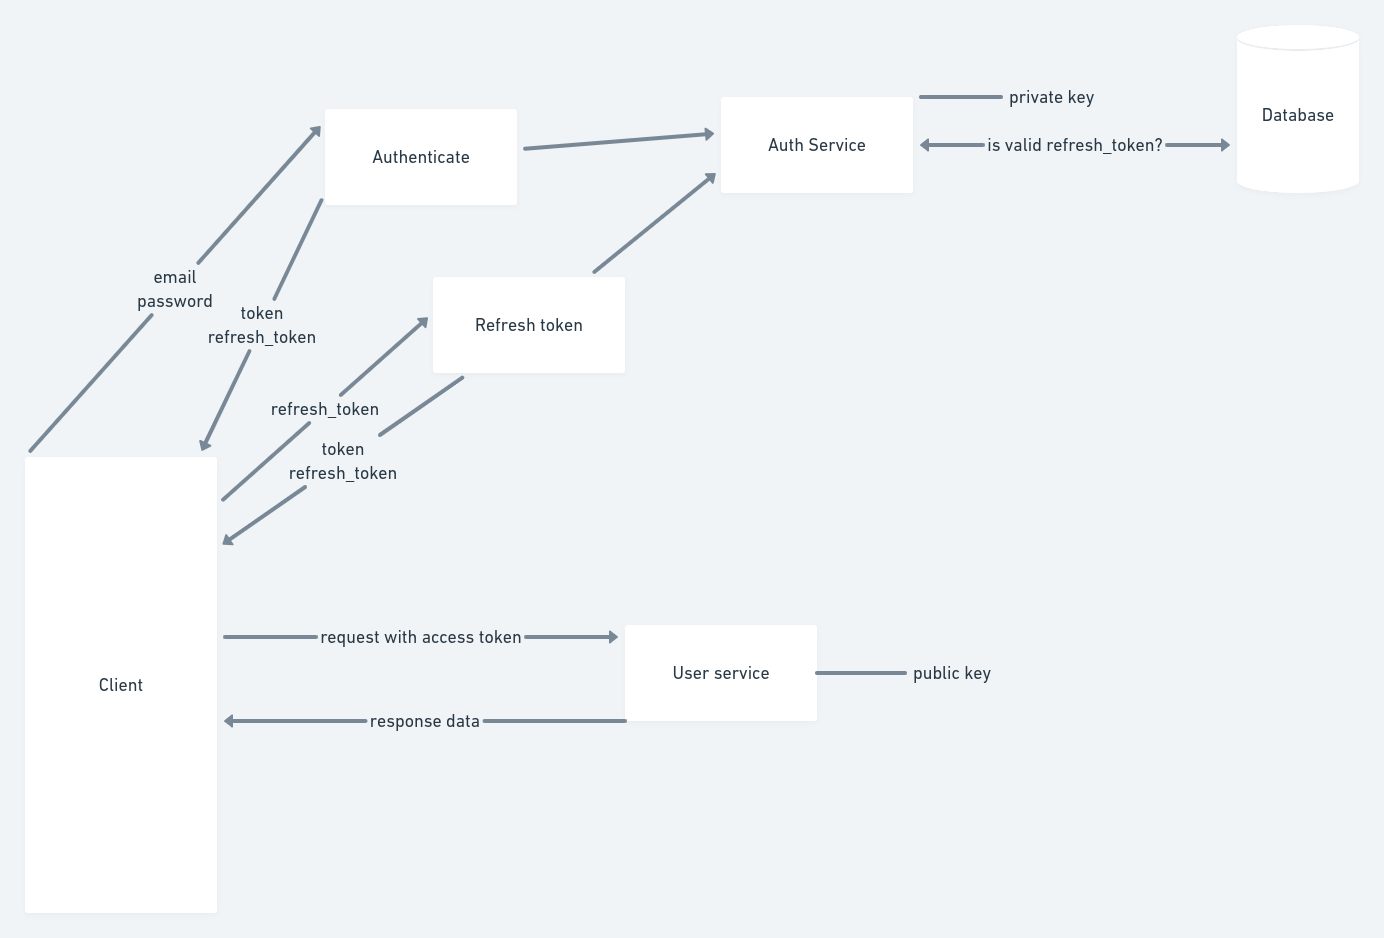 private key
Database
Authenticate
Auth Service
is valid refresh_token?
email
password
token
refresh_token
Refresh token
refresh_token
token
refresh_token
request with access token
User service
public key
Client
response data